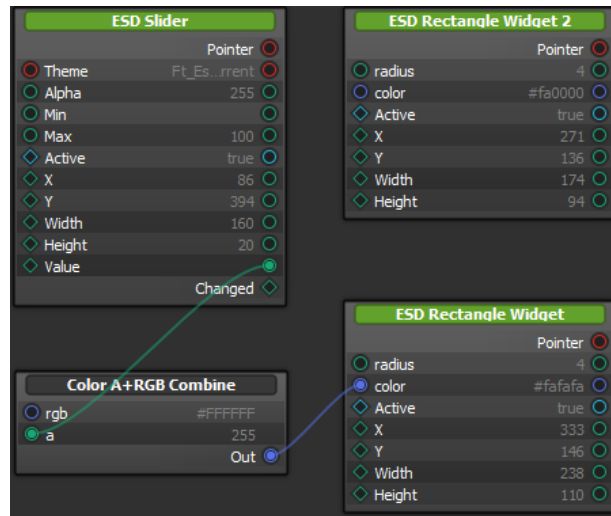 ESD Slider
Pointer
Theme Ft_Es...rrent
Alpha 255
Min
Max 100
Active true
X 86
Y 394
Width 160
Height 20
Value
Changed
Color A+RGB Combine
rgb #FFFFFF
a 255
Out
ESD Rectangle Widget 2
Pointer
radius 4
color #fa0000
Active true
X 271
Y 136
Width 174
Height 94
ESD Rectangle Widget
Pointer
radius 4
color #fafafa
Active true
X 333
Y 146
Width 238
Height 110